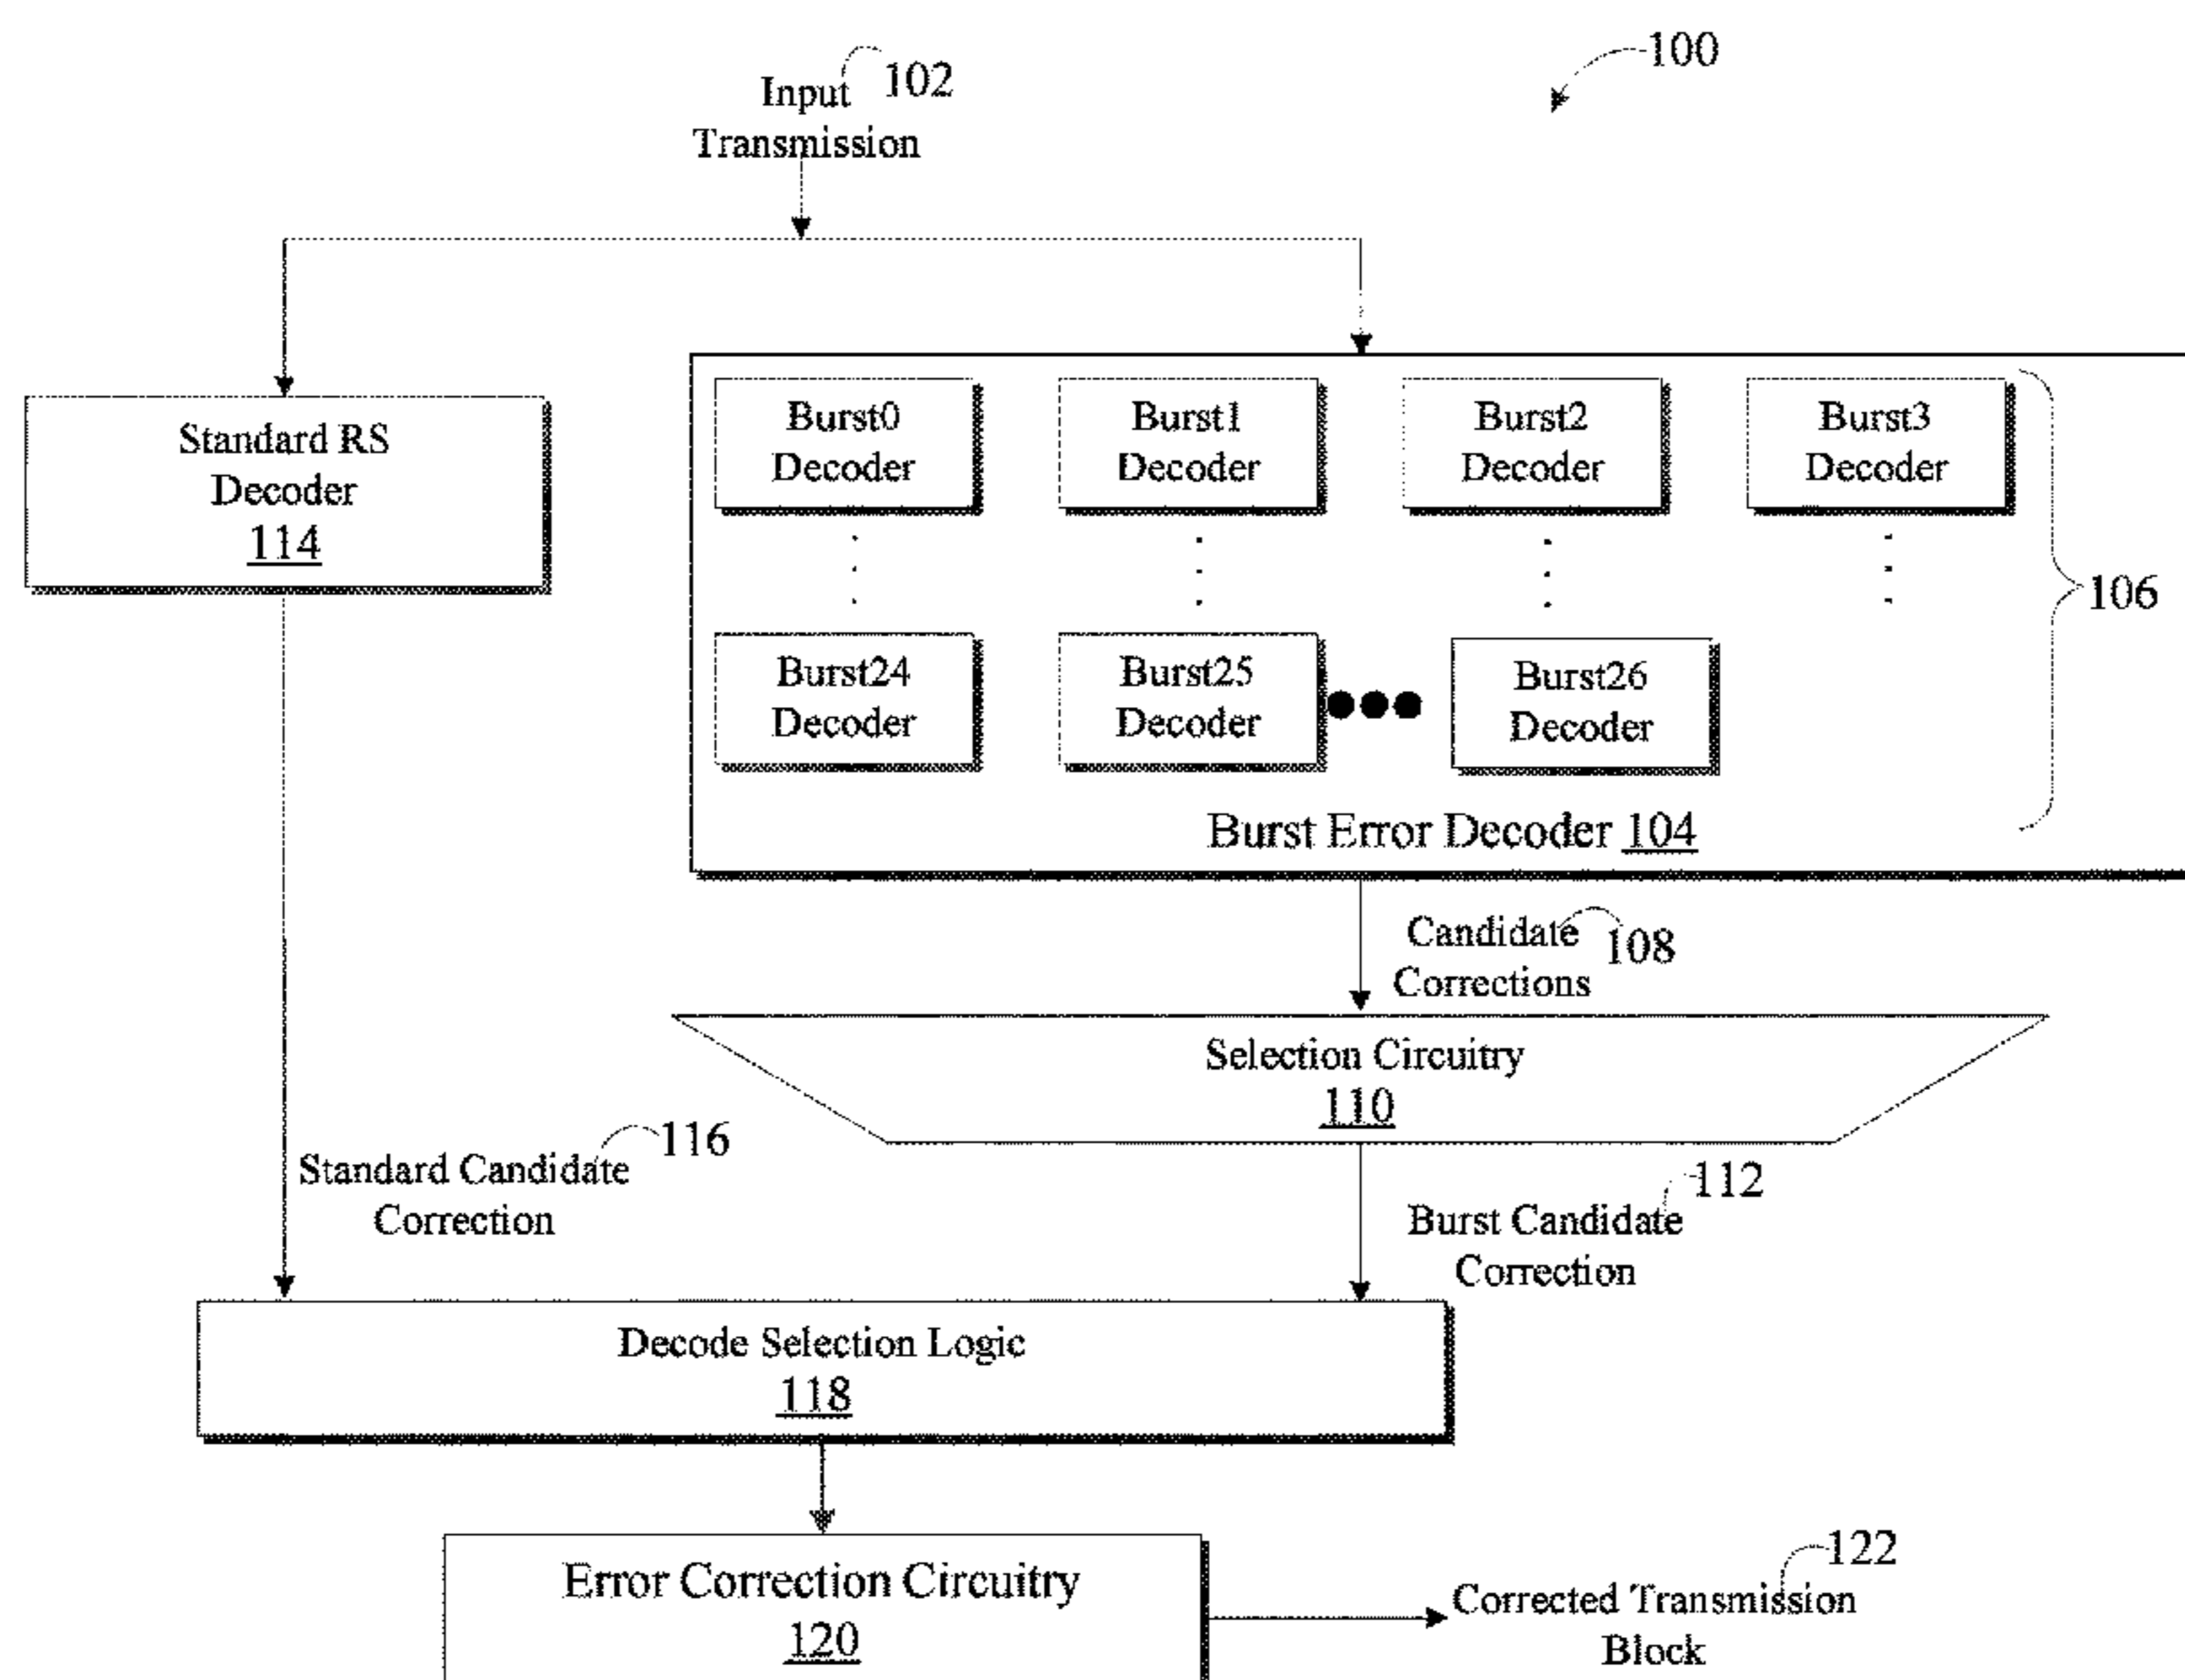 100
Input 102
Transmission
Standard RS
Decoder
114
Burst0
Decoder
Burst1
Decoder
Burst2
Decoder
Burst3
Decoder
106
Burst24
Decoder
Burst25
Decoder
Burst26
Decoder
Burst Error Decoder 104
Candidate 108
Corrections
Selection Circuitry
110
Standard Candidate 116
Correction
112
Burst Candidate
Correction
Decode Selection Logic
118
Error Correction Circuitry
120
122
Corrected Transmission
Block